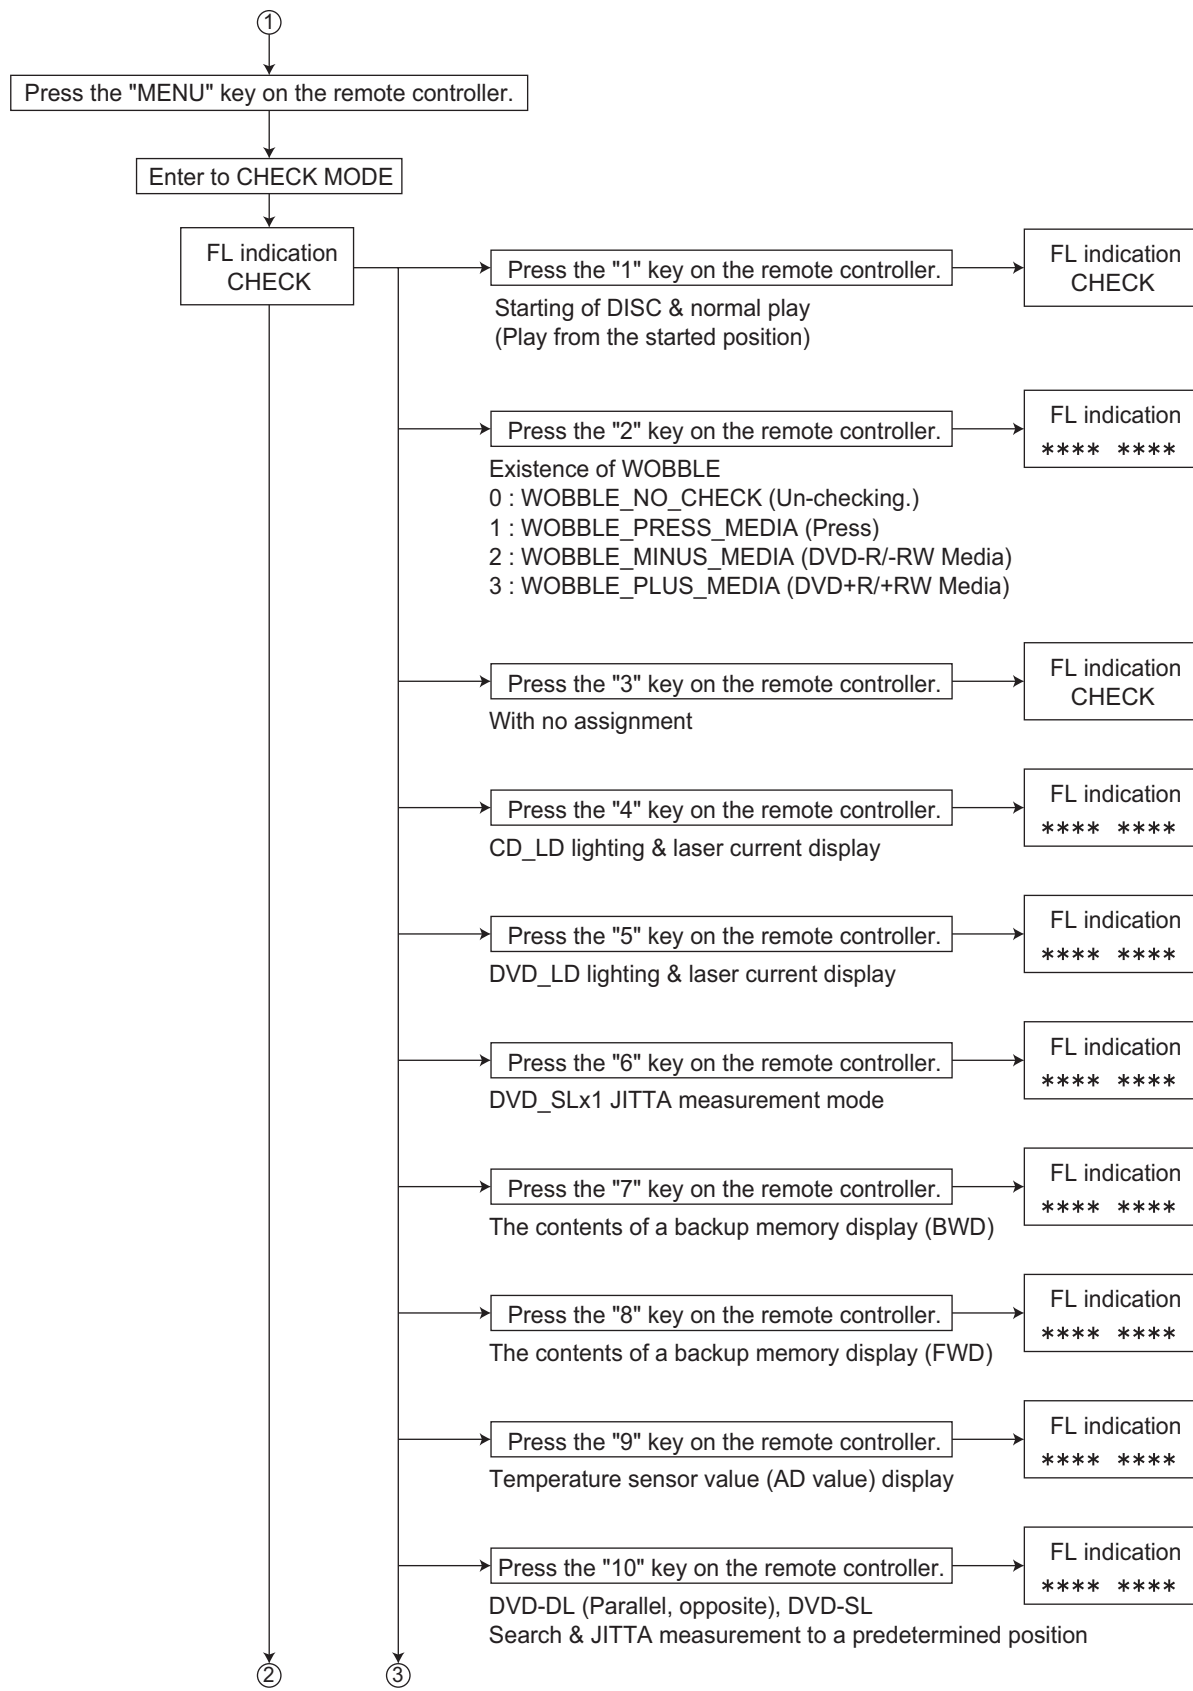 1
Press the "MENU" key on the remote controller.
Enter to CHECK MODE
FL indication
CHECK
Press the "1" key on the remote controller.
Starting of DISC & normal play
(Play from the started position)
FL indication
CHECK
Press the "2" key on the remote controller.
Existence of WOBBLE
0 : WOBBLE_NO_CHECK (Un-checking.)
1 : WOBBLE_PRESS_MEDIA (Press)
2 : WOBBLE_MINUS_MEDIA (DVD-R/-RW Media)
3 : WOBBLE_PLUS_MEDIA (DVD+R/+RW Media)
FL indication
**** ****
Press the "3" key on the remote controller.
With no assignment
FL indication
CHECK
Press the "4" key on the remote controller.
CD_LD lighting & laser current display
FL indication
**** ****
Press the "5" key on the remote controller.
DVD_LD lighting & laser current display
FL indication
**** ****
Press the "6" key on the remote controller.
DVD_SLx1 JITTA measurement mode
FL indication
**** ****
Press the "7" key on the remote controller.
The contents of a backup memory display (BWD)
FL indication
**** ****
Press the "8" key on the remote controller.
The contents of a backup memory display (FWD)
FL indication
**** ****
Press the "9" key on the remote controller.
Temperature sensor value (AD value) display
FL indication
**** ****
Press the "10" key on the remote controller.
DVD-DL (Parallel, opposite), DVD-SL
Search & JITTA measurement to a predetermined position
FL indication
**** ****
2
3